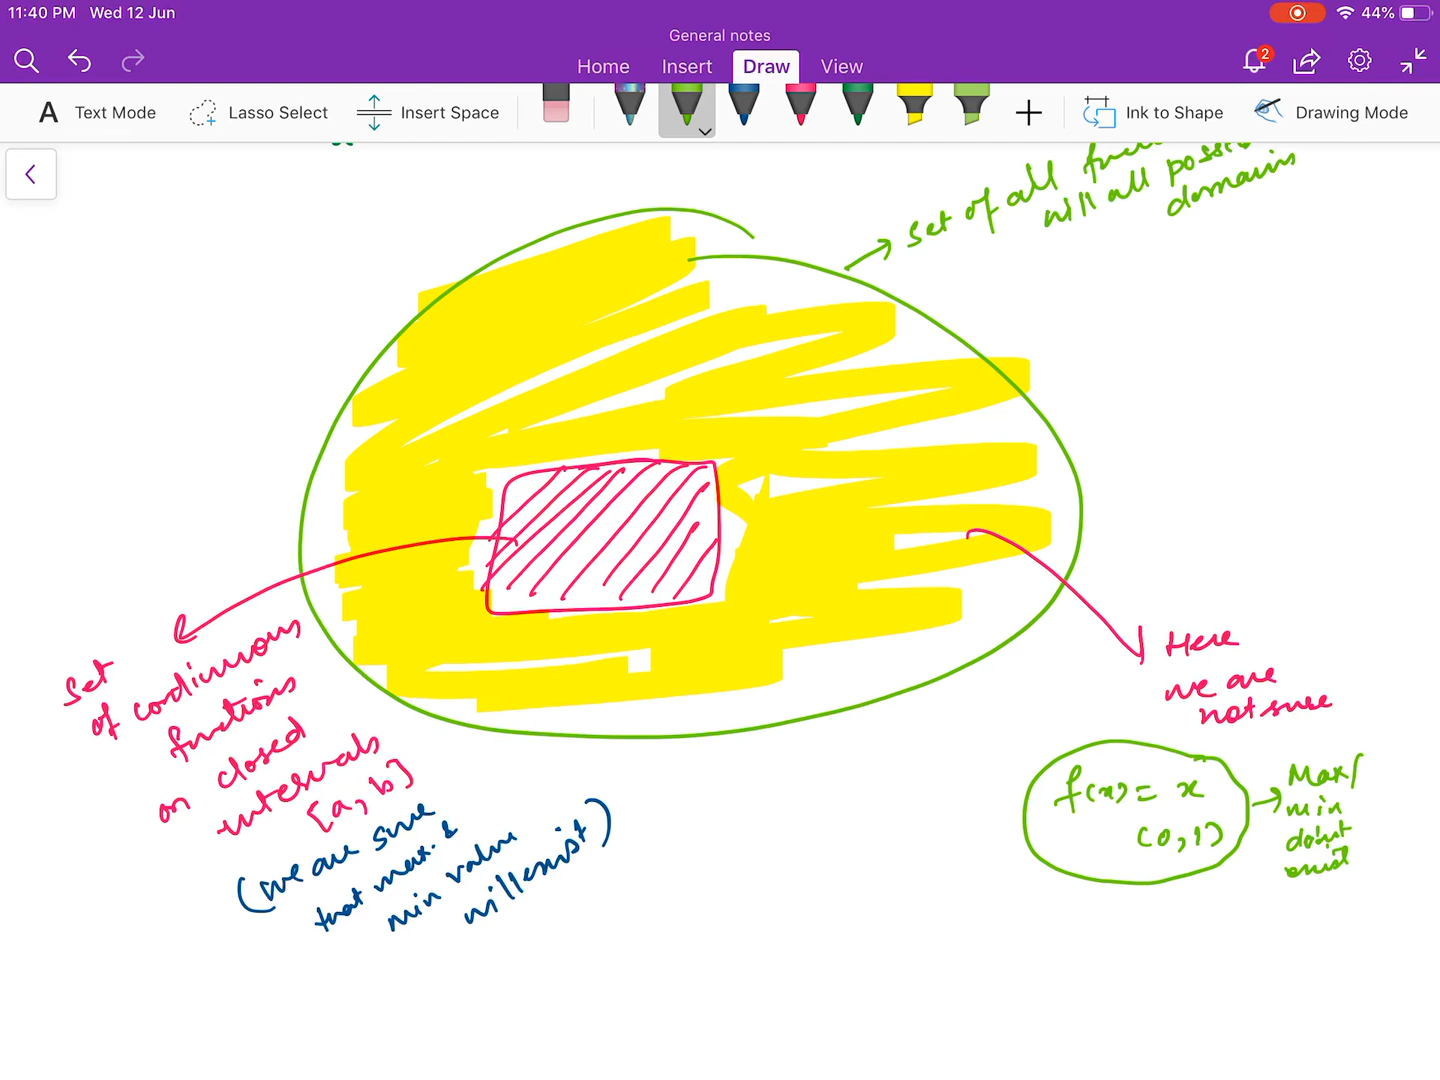 11:40 PM Wed 12 Jun
44%
General notes
Home Insert Draw View
2
A Text Mode Lasso Select Insert Space
Ink to Shape Drawing Mode
set of all
will all
domains
Set
of continuous
functions
on closed
intervals
[a, b]
(we are sure
that max. &
min value
will exist)
Here
we are
not sure
f(x) = x
(0, 1)
Max/
min
don't
exist